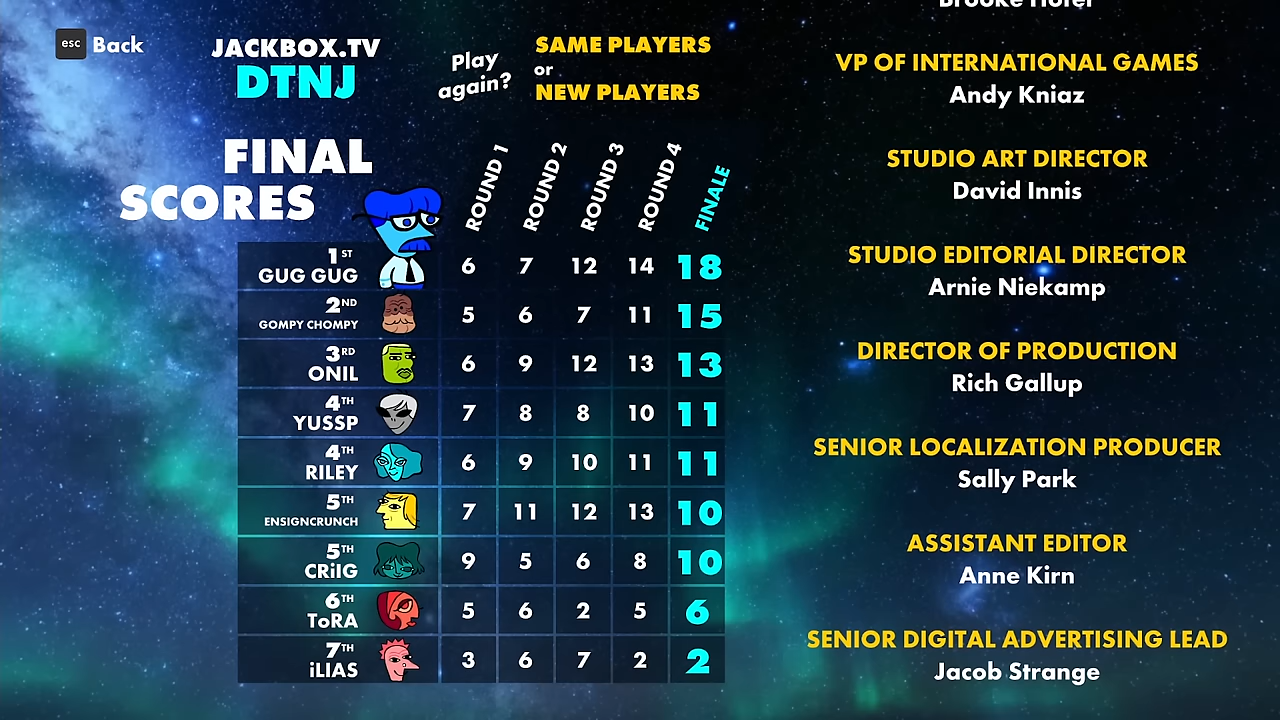 esc Back
JACKBOX.TV
DTNJ
Play again?
SAME PLAYERS
or
NEW PLAYERS
FINAL
SCORES
ROUND 1 ROUND 2 ROUND 3 ROUND 4 FINALE
1ST
GUG GUG 6 7 12 14 18
2ND
GOMPY CHOMPY 5 6 7 11 15
3RD
ONIL 6 9 12 13 13
4TH
YUSSP 7 8 8 10 11
4TH
RILEY 6 9 10 11 11
5TH
ENSIGNCRUNCH 7 11 12 13 10
5TH
CRiIG 9 5 6 8 10
6TH
ToRA 5 6 2 5 6
7TH
iLIAS 3 6 7 2 2
VP OF INTERNATIONAL GAMES
Andy Kniaz
STUDIO ART DIRECTOR
David Innis
STUDIO EDITORIAL DIRECTOR
Arnie Niekamp
DIRECTOR OF PRODUCTION
Rich Gallup
SENIOR LOCALIZATION PRODUCER
Sally Park
ASSISTANT EDITOR
Anne Kirn
SENIOR DIGITAL ADVERTISING LEAD
Jacob Strange